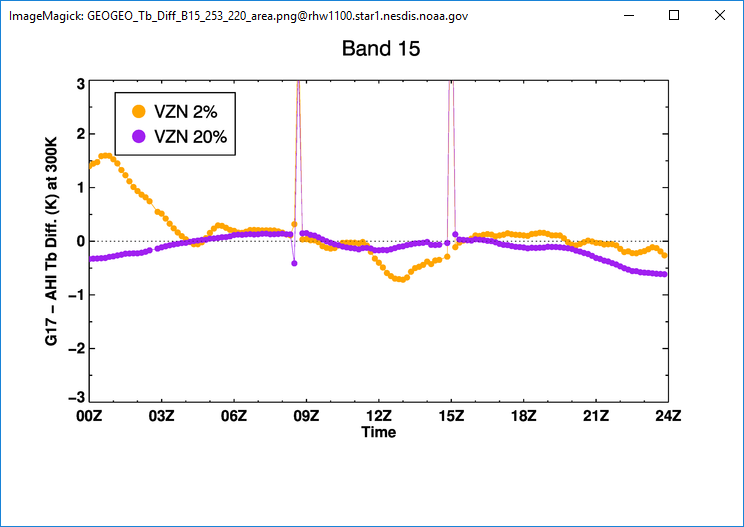 ImageMagick: GEOGEO_Tb_Diff_B15_253_220_area.png@rhw1100.star1.nesdis.noaa.gov
Band 15
VZN 2%
VZN 20%
G17 − AHI Tb Diff. (K) at 300K
3
2
1
0
−1
−2
−3
00Z 03Z 06Z 09Z 12Z 15Z 18Z 21Z 24Z
Time